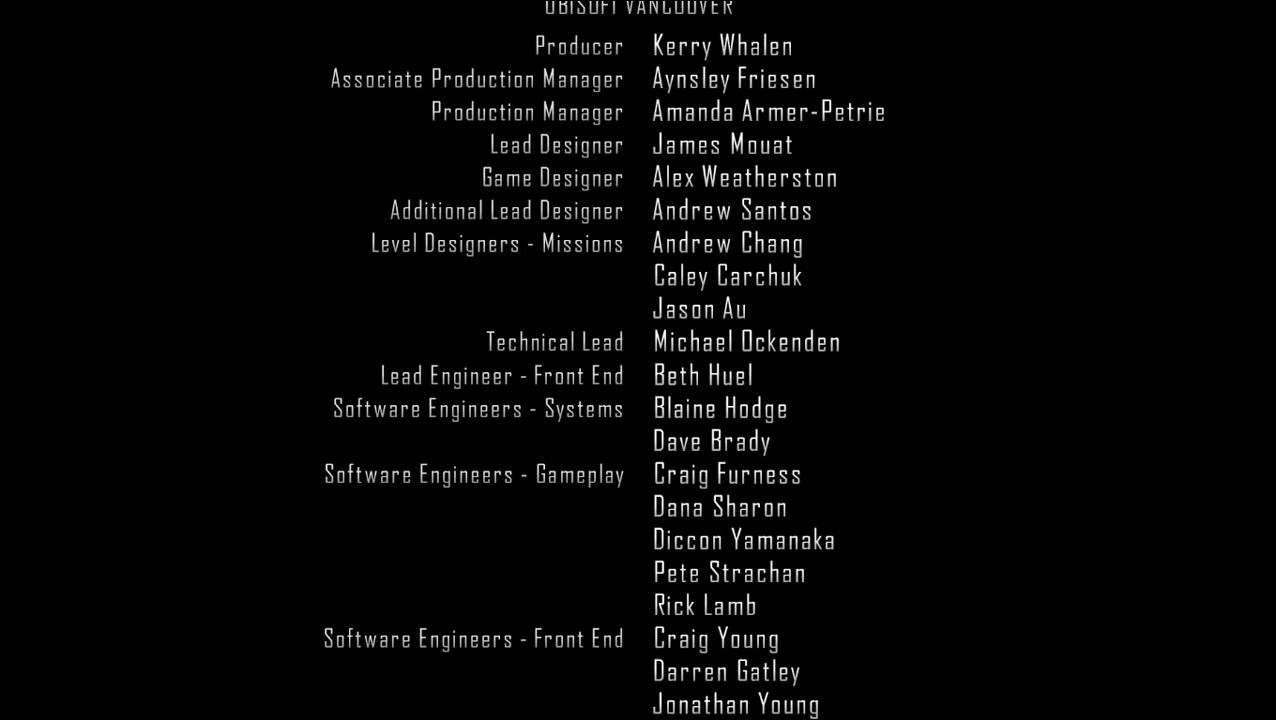 UBISOFT VANCOUVER
Producer Kerry Whalen
Associate Production Manager Aynsley Friesen
Production Manager Amanda Armer-Petrie
Lead Designer James Mouat
Game Designer Alex Weatherston
Additional Lead Designer Andrew Santos
Level Designers - Missions Andrew Chang
Caley Carchuk
Jason Au
Technical Lead Michael Ockenden
Lead Engineer - Front End Beth Huel
Software Engineers - Systems Blaine Hodge
Dave Brady
Software Engineers - Gameplay Craig Furness
Dana Sharon
Diccon Yamanaka
Pete Strachan
Rick Lamb
Software Engineers - Front End Craig Young
Darren Gatley
Jonathan Young